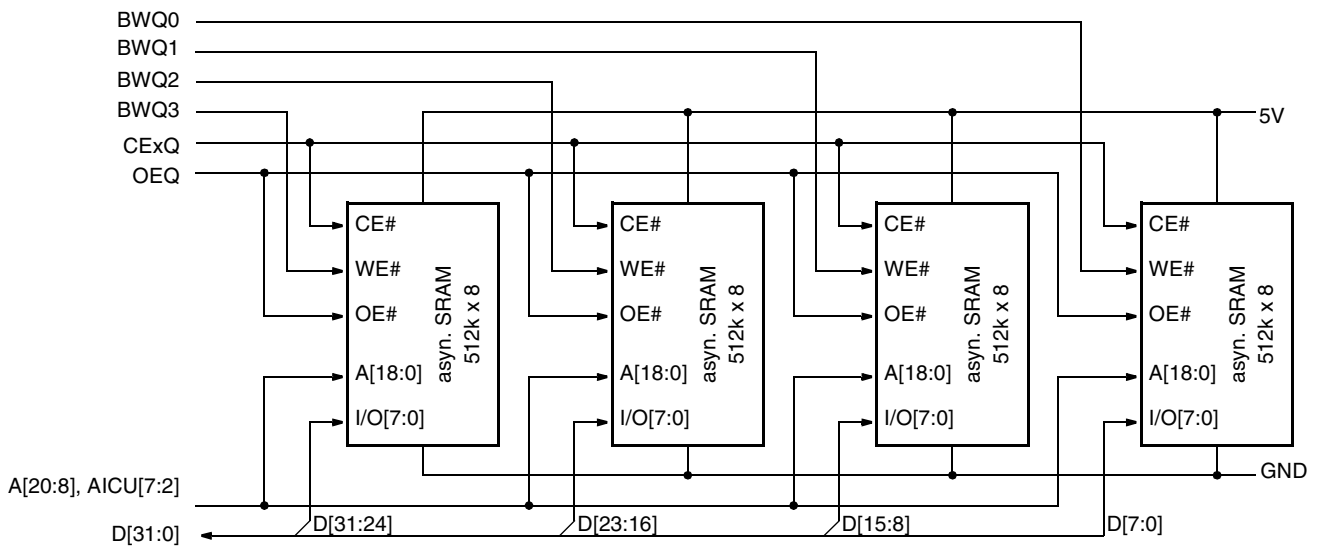 BWQ0
BWQ1
BWQ2
BWQ3
5V
CExQ
OEQ
CE# CE# CE# CE#
WE# WE# WE# WE#
OE# OE# OE# OE#
asyn. SRAM
512k x 8
asyn. SRAM
512k x 8
asyn. SRAM
512k x 8
asyn. SRAM
512k x 8
A[18:0] A[18:0] A[18:0] A[18:0]
I/O[7:0] I/O[7:0] I/O[7:0] I/O[7:0]
GND
A[20:8], AICU[7:2]
D[31:24] D[23:16] D[15:8] D[7:0]
D[31:0]